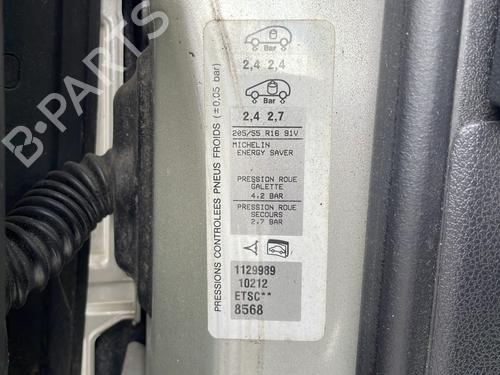 PRESSIONS CONTROLEES PNEUS FROIDS (±0,05 bar)
Bar
2,4 2,4
Bar
2,4 2,7
205/55 R16 91V
MICHELIN
ENERGY SAVER
PRESSION ROUE
GALETTE
4.2 BAR
PRESSION ROUE
SECOURS
2.7 BAR
1129989
10212
ETSC**
8568
B-PARTS